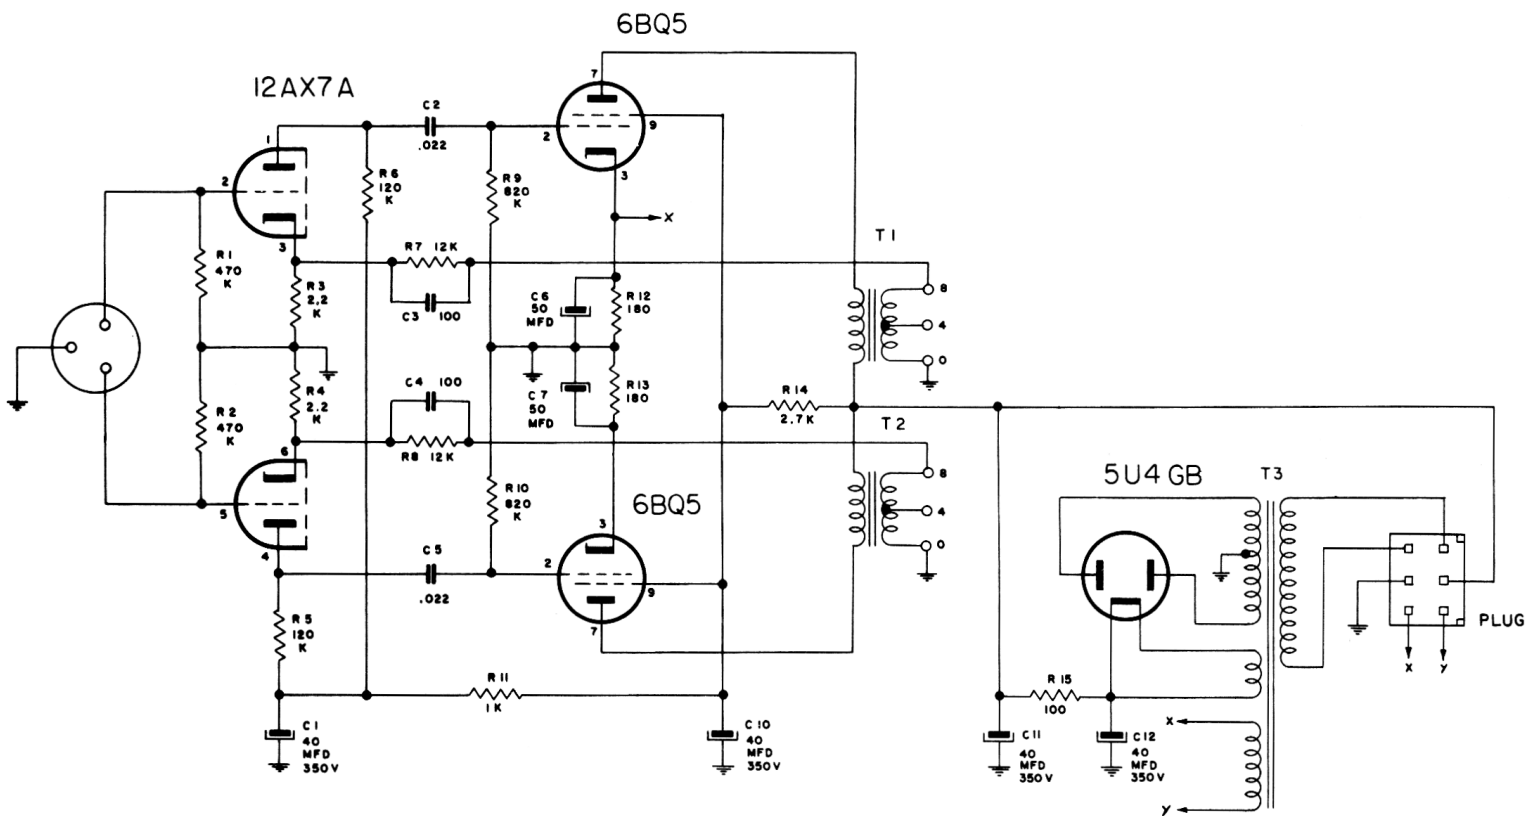 6BQ5
12AX7A
7
C2
.022
2
9
3
1
2
3
R6
120
K
R9
820
K
X
T1
R1
470
K
R7 12K
C3 100
R3
2.2
K
C6
50
MFD
R12
180
8
4
0
R4
2.2
K
C4 100
R8 12K
C7
50
MFD
R13
180
R14
2.7K
T2
R2
470
K
6
5
4
R10
820
K
6BQ5
3
2
9
7
8
4
0
C5
.022
5U4GB
T3
PLUG
X
Y
R5
120
K
R11
1K
R15
100
C1
40
MFD
350V
C10
40
MFD
350V
C11
40
MFD
350V
C12
40
MFD
350V
X
Y